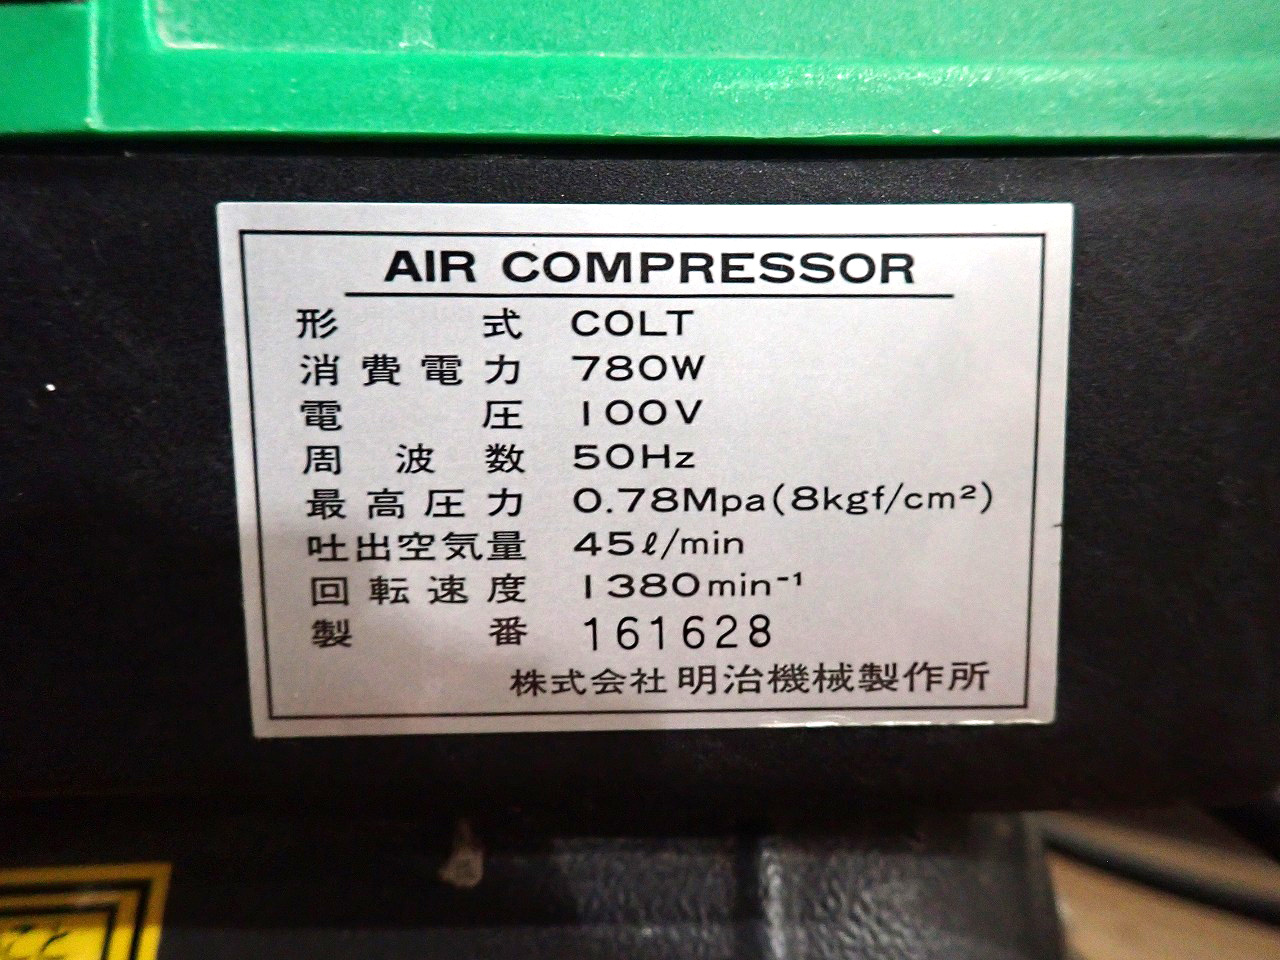 AIR COMPRESSOR
形式 COLT
消費電力 780W
電圧 100V
周波数 50Hz
最高圧力 0.78Mpa(8kgf/cm²)
吐出空気量 45ℓ/min
回転速度 1380min⁻¹
製番 161628
株式会社 明治機械製作所
こと